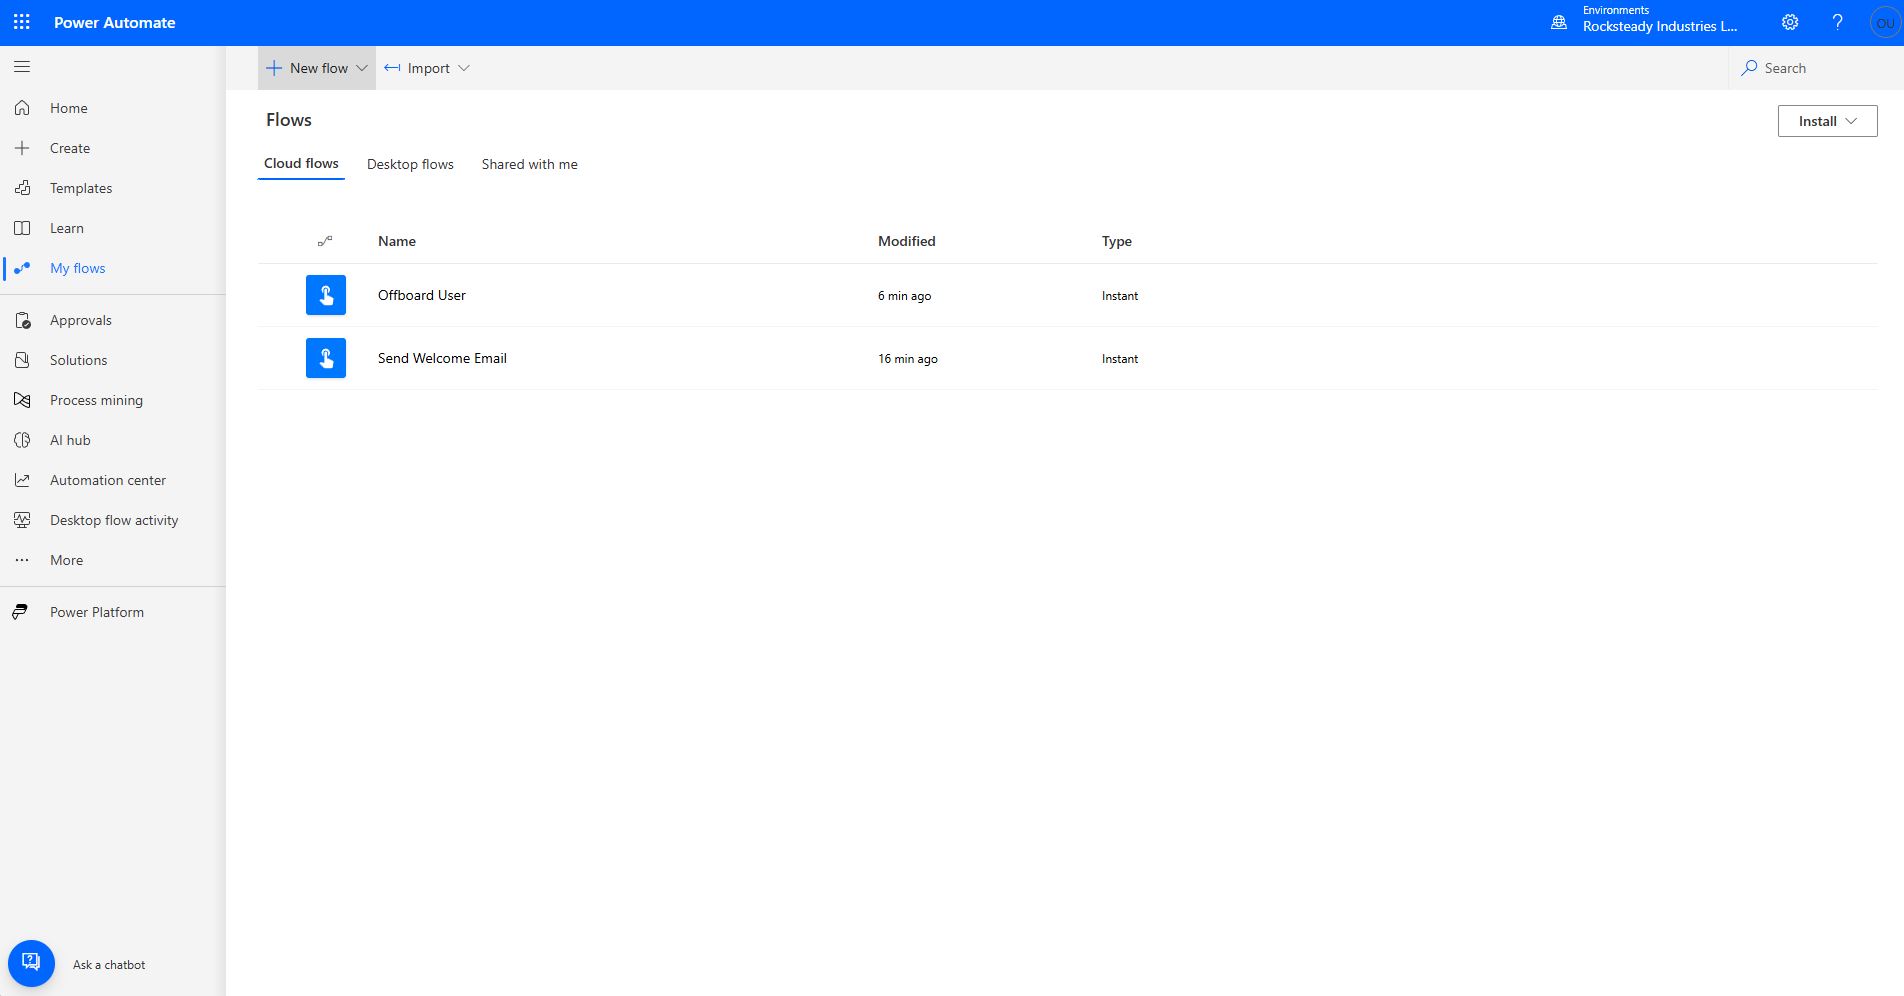 Power Automate
Environments
Rocksteady Industries L...
OU
New flow
Import
Search
Home
Create
Templates
Learn
My flows
Approvals
Solutions
Process mining
AI hub
Automation center
Desktop flow activity
More
Power Platform
Ask a chatbot
Flows
Install
Cloud flows Desktop flows Shared with me
Name Modified Type
Offboard User 6 min ago Instant
Send Welcome Email 16 min ago Instant